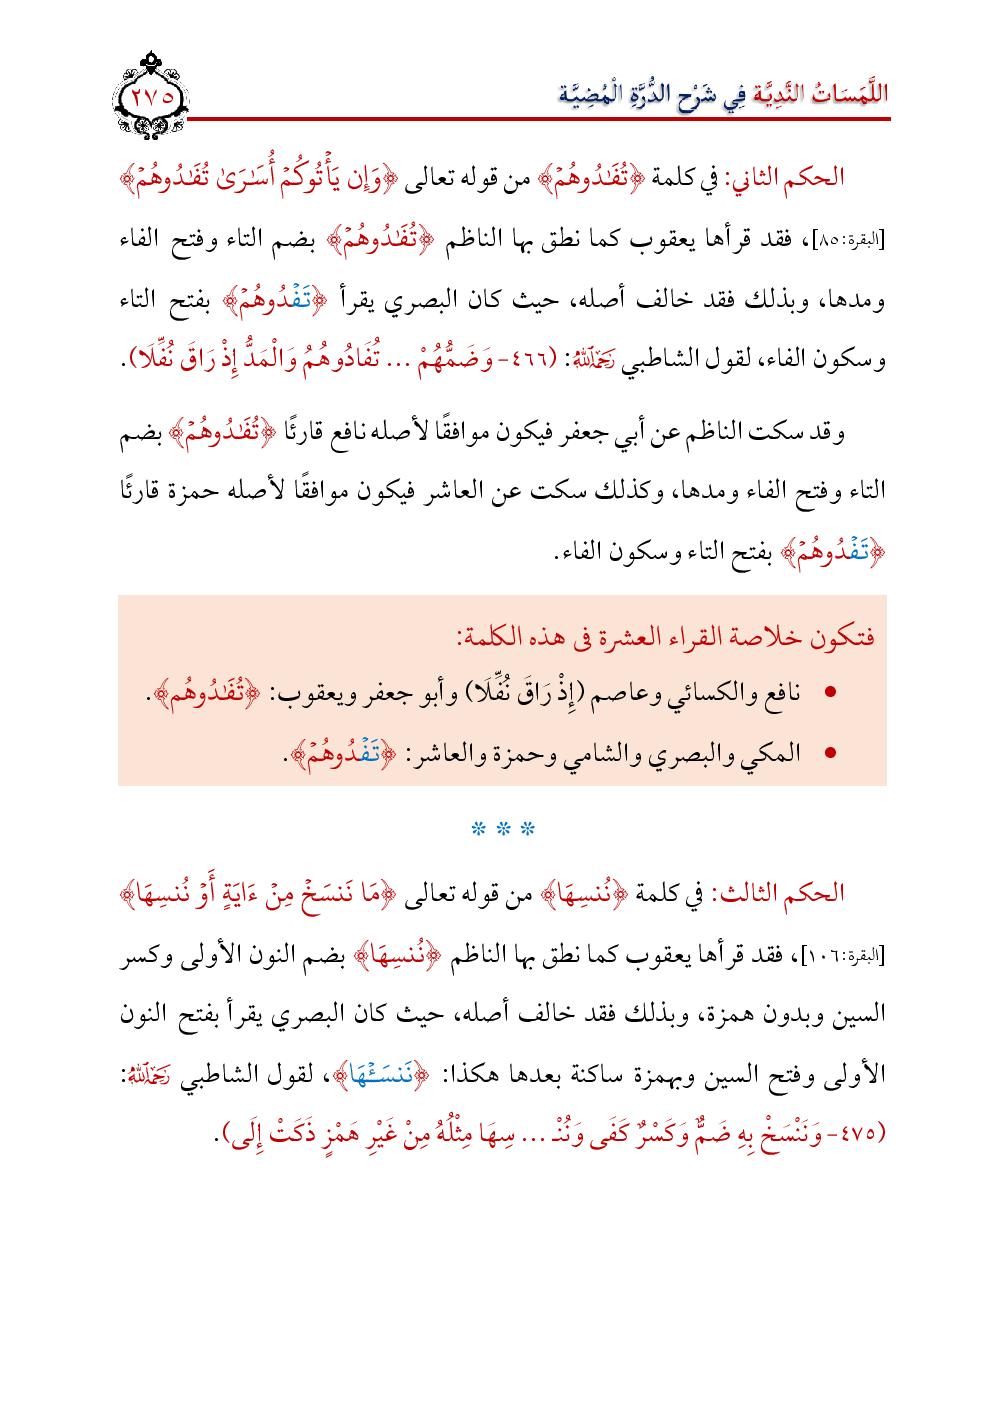 اللَّمَسَاتُ النَّدِيَّة فِي شَرْح الدُّرَّةِ الْمُضِيَّة
٢٧٥
الحكم الثاني: في كلمة ﴿تُفَٰدُوهُمْ﴾ من قوله تعالى ﴿وَإِن يَأْتُوكُمْ أُسَٰرَىٰ تُفَٰدُوهُمْ﴾
[البقرة: ٨٥]، فقد قرأها يعقوب كما نطق بها الناظم ﴿تُفَٰدُوهُمْ﴾ بضم التاء وفتح الفاء
ومدها، وبذلك فقد خالف أصله، حيث كان البصري يقرأ ﴿تَفْدُوهُمْ﴾ بفتح التاء
وسكون الفاء، لقول الشاطبي رَحِمَهُ ٱللَّهُ: (٤٦٦- وَضَمُّهُمْ ... تُفَادُوهُمُ وَالْمَدُّ إِذْ رَاقَ نُفِّلَا).
وقد سكت الناظم عن أبي جعفر فيكون موافقًا لأصله نافع قارئًا ﴿تُفَٰدُوهُمْ﴾ بضم
التاء وفتح الفاء ومدها، وكذلك سكت عن العاشر فيكون موافقًا لأصله حمزة قارئًا
﴿تَفْدُوهُمْ﴾ بفتح التاء وسكون الفاء.
فتكون خلاصة القراء العشرة فى هذه الكلمة:
• نافع والكسائي وعاصم (إِذْ رَاقَ نُفِّلَا) وأبو جعفر ويعقوب: ﴿تُفَٰدُوهُم﴾.
• المكي والبصري والشامي وحمزة والعاشر: ﴿تَفْدُوهُمْ﴾.
* * *
الحكم الثالث: في كلمة ﴿نُنسِهَا﴾ من قوله تعالى ﴿مَا نَنسَخْ مِنْ ءَايَةٍ أَوْ نُنسِهَا﴾
[البقرة: ١٠٦]، فقد قرأها يعقوب كما نطق بها الناظم ﴿نُنسِهَا﴾ بضم النون الأولى وكسر
السين وبدون همزة، وبذلك فقد خالف أصله، حيث كان البصري يقرأ بفتح النون
الأولى وفتح السين وبهمزة ساكنة بعدها هكذا: ﴿نَنسَـْٔهَا﴾، لقول الشاطبي رَحِمَهُ ٱللَّهُ:
(٤٧٥- وَنَنْسَخْ بِهِ ضَمٌّ وَكَسْرٌ كَفَى وَنُنْـ ... سِهَا مِثْلُهُ مِنْ غَيْرِ هَمْزٍ ذَكَتْ إِلَى).